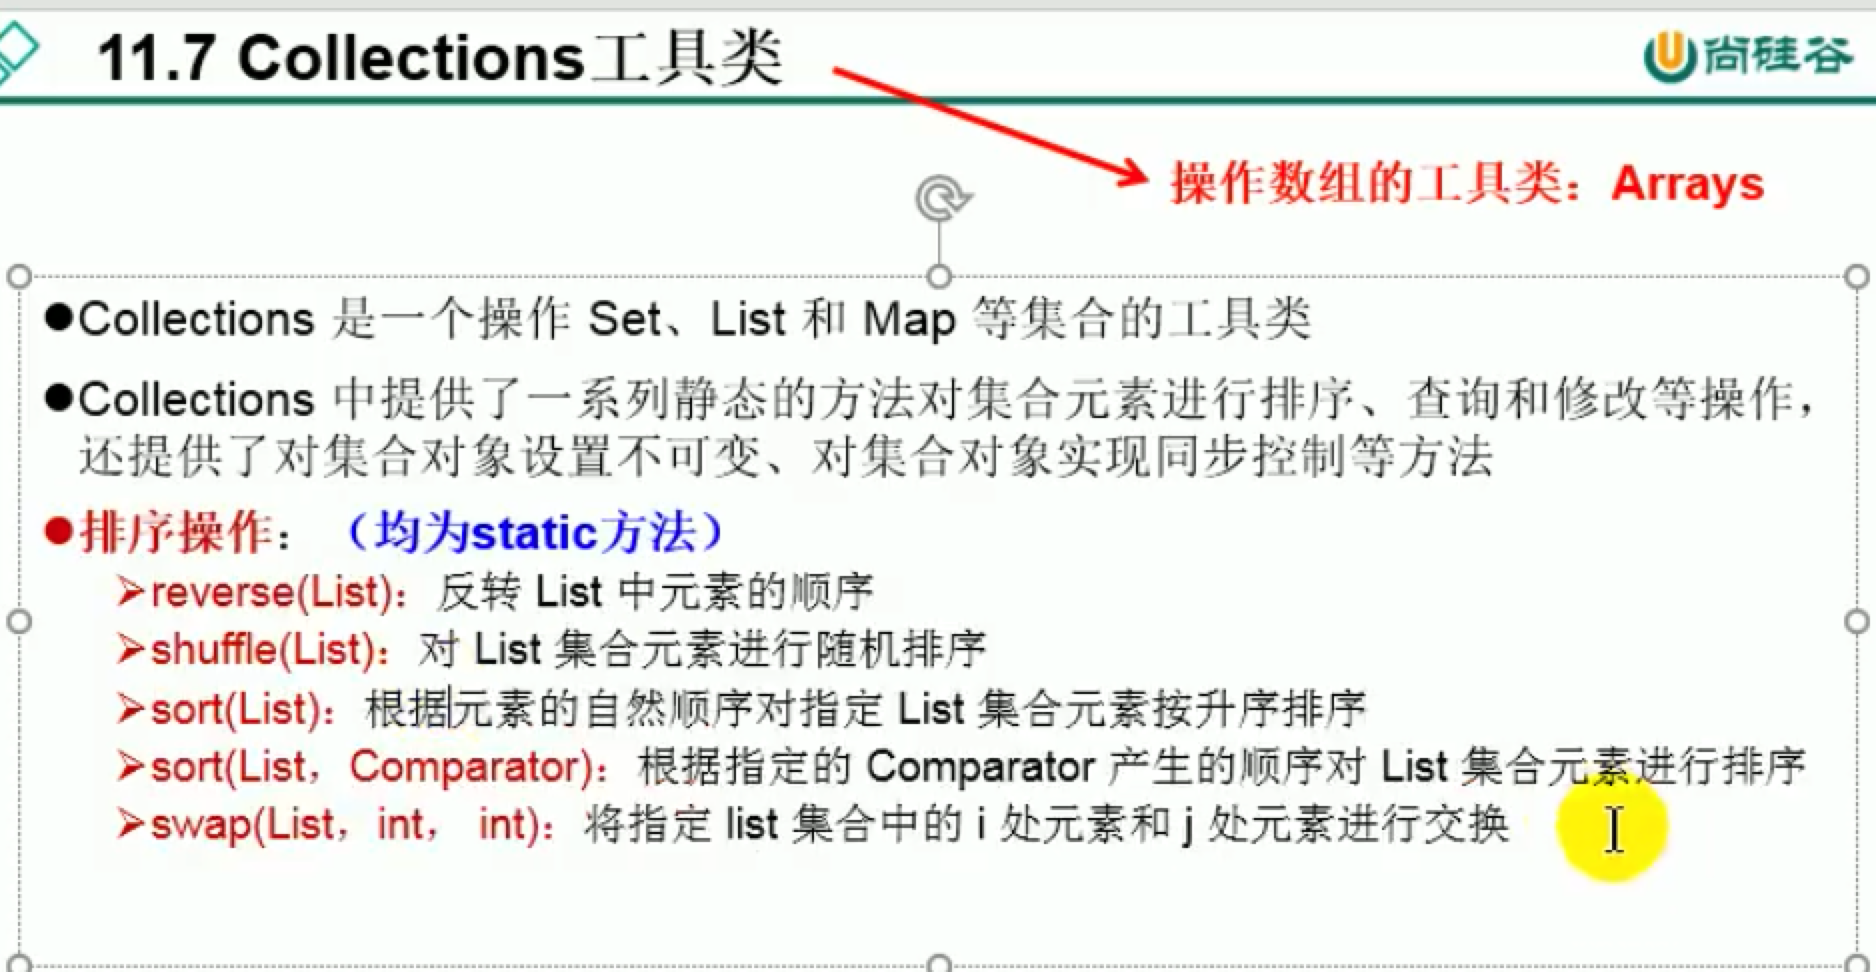 11.7 Collections工具类
尚硅谷
操作数组的工具类：Arrays
●Collections 是一个操作 Set、List 和 Map 等集合的工具类
●Collections 中提供了一系列静态的方法对集合元素进行排序、查询和修改等操作，
还提供了对集合对象设置不可变、对集合对象实现同步控制等方法
●排序操作：（均为static方法）
➢reverse(List)：反转 List 中元素的顺序
➢shuffle(List)：对 List 集合元素进行随机排序
➢sort(List)：根据元素的自然顺序对指定 List 集合元素按升序排序
➢sort(List，Comparator)：根据指定的 Comparator 产生的顺序对 List 集合元素进行排序
➢swap(List，int， int)：将指定 list 集合中的 i 处元素和 j 处元素进行交换